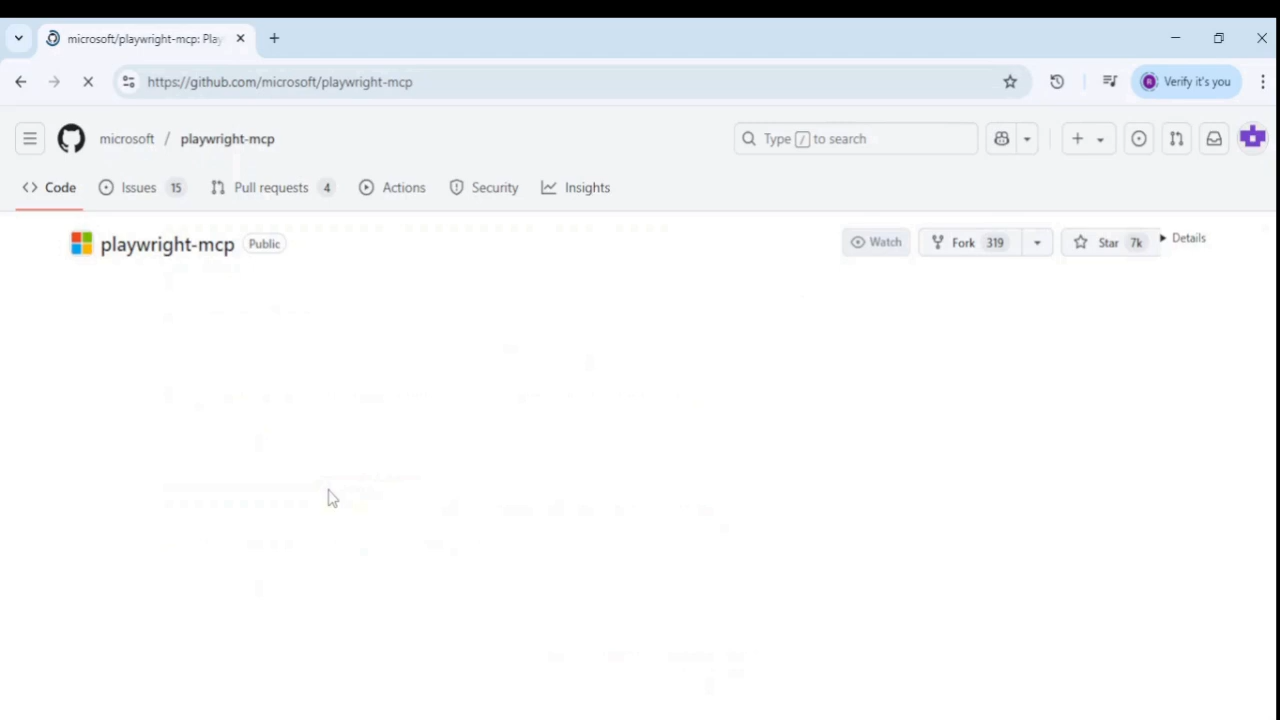 microsoft/playwright-mcp: Play
https://github.com/microsoft/playwright-mcp
Verify it's you
microsoft / playwright-mcp
Type / to search
Code
Issues 15
Pull requests 4
Actions
Security
Insights
playwright-mcp Public
Watch
Fork 319
Star 7k
Details